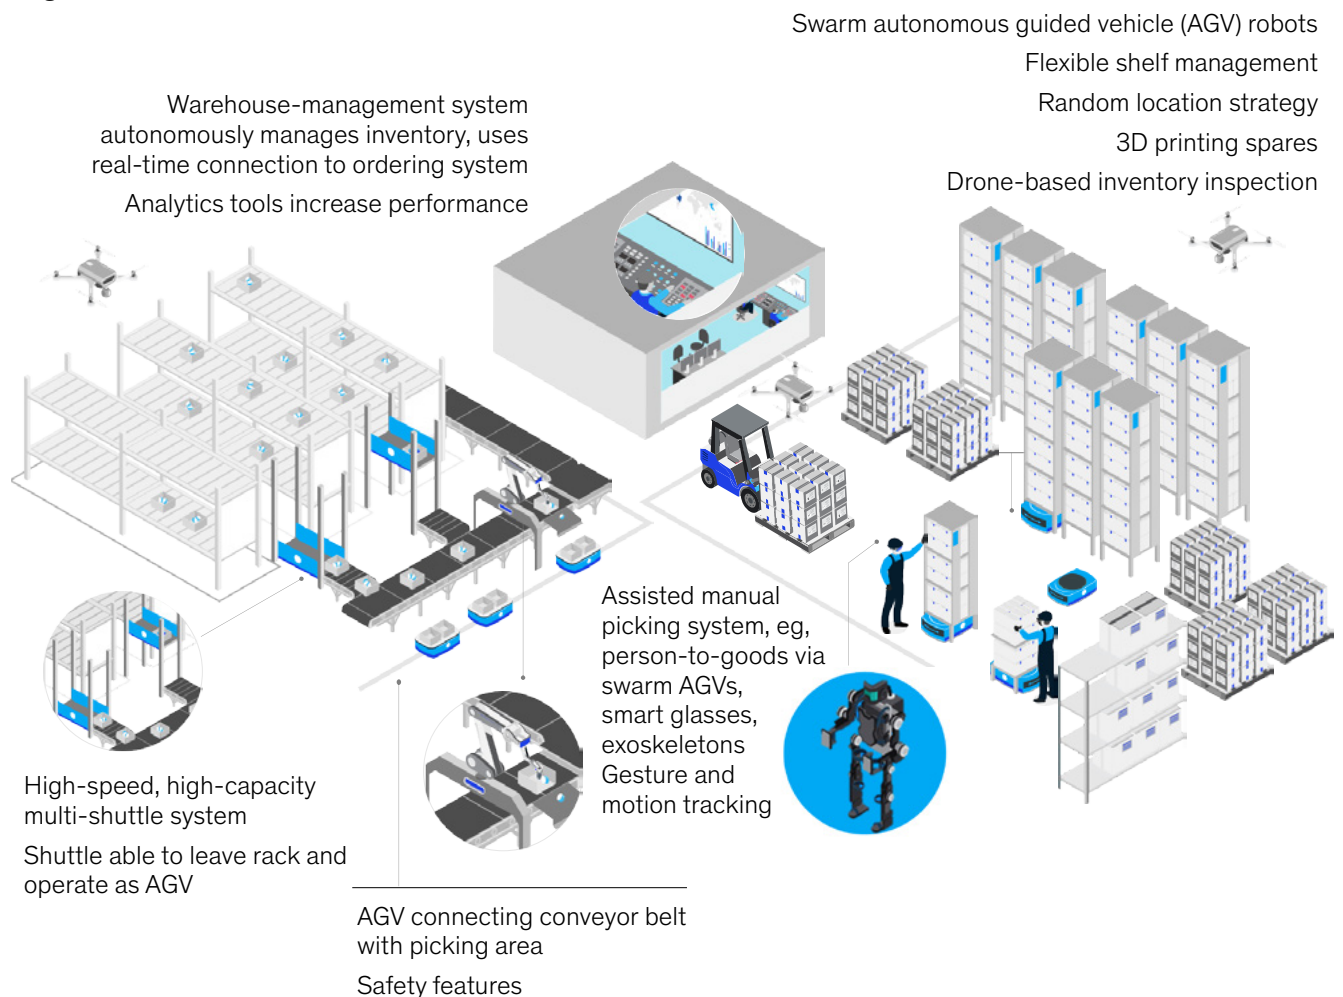 Swarm autonomous guided vehicle (AGV) robots
Flexible shelf management
Random location strategy
3D printing spares
Drone-based inventory inspection
Warehouse-management system
autonomously manages inventory, uses
real-time connection to ordering system
Analytics tools increase performance
Assisted manual
picking system, eg,
person-to-goods via
swarm AGVs,
smart glasses,
exoskeletons
Gesture and
motion tracking
High-speed, high-capacity
multi-shuttle system
Shuttle able to leave rack and
operate as AGV
AGV connecting conveyor belt
with picking area
Safety features